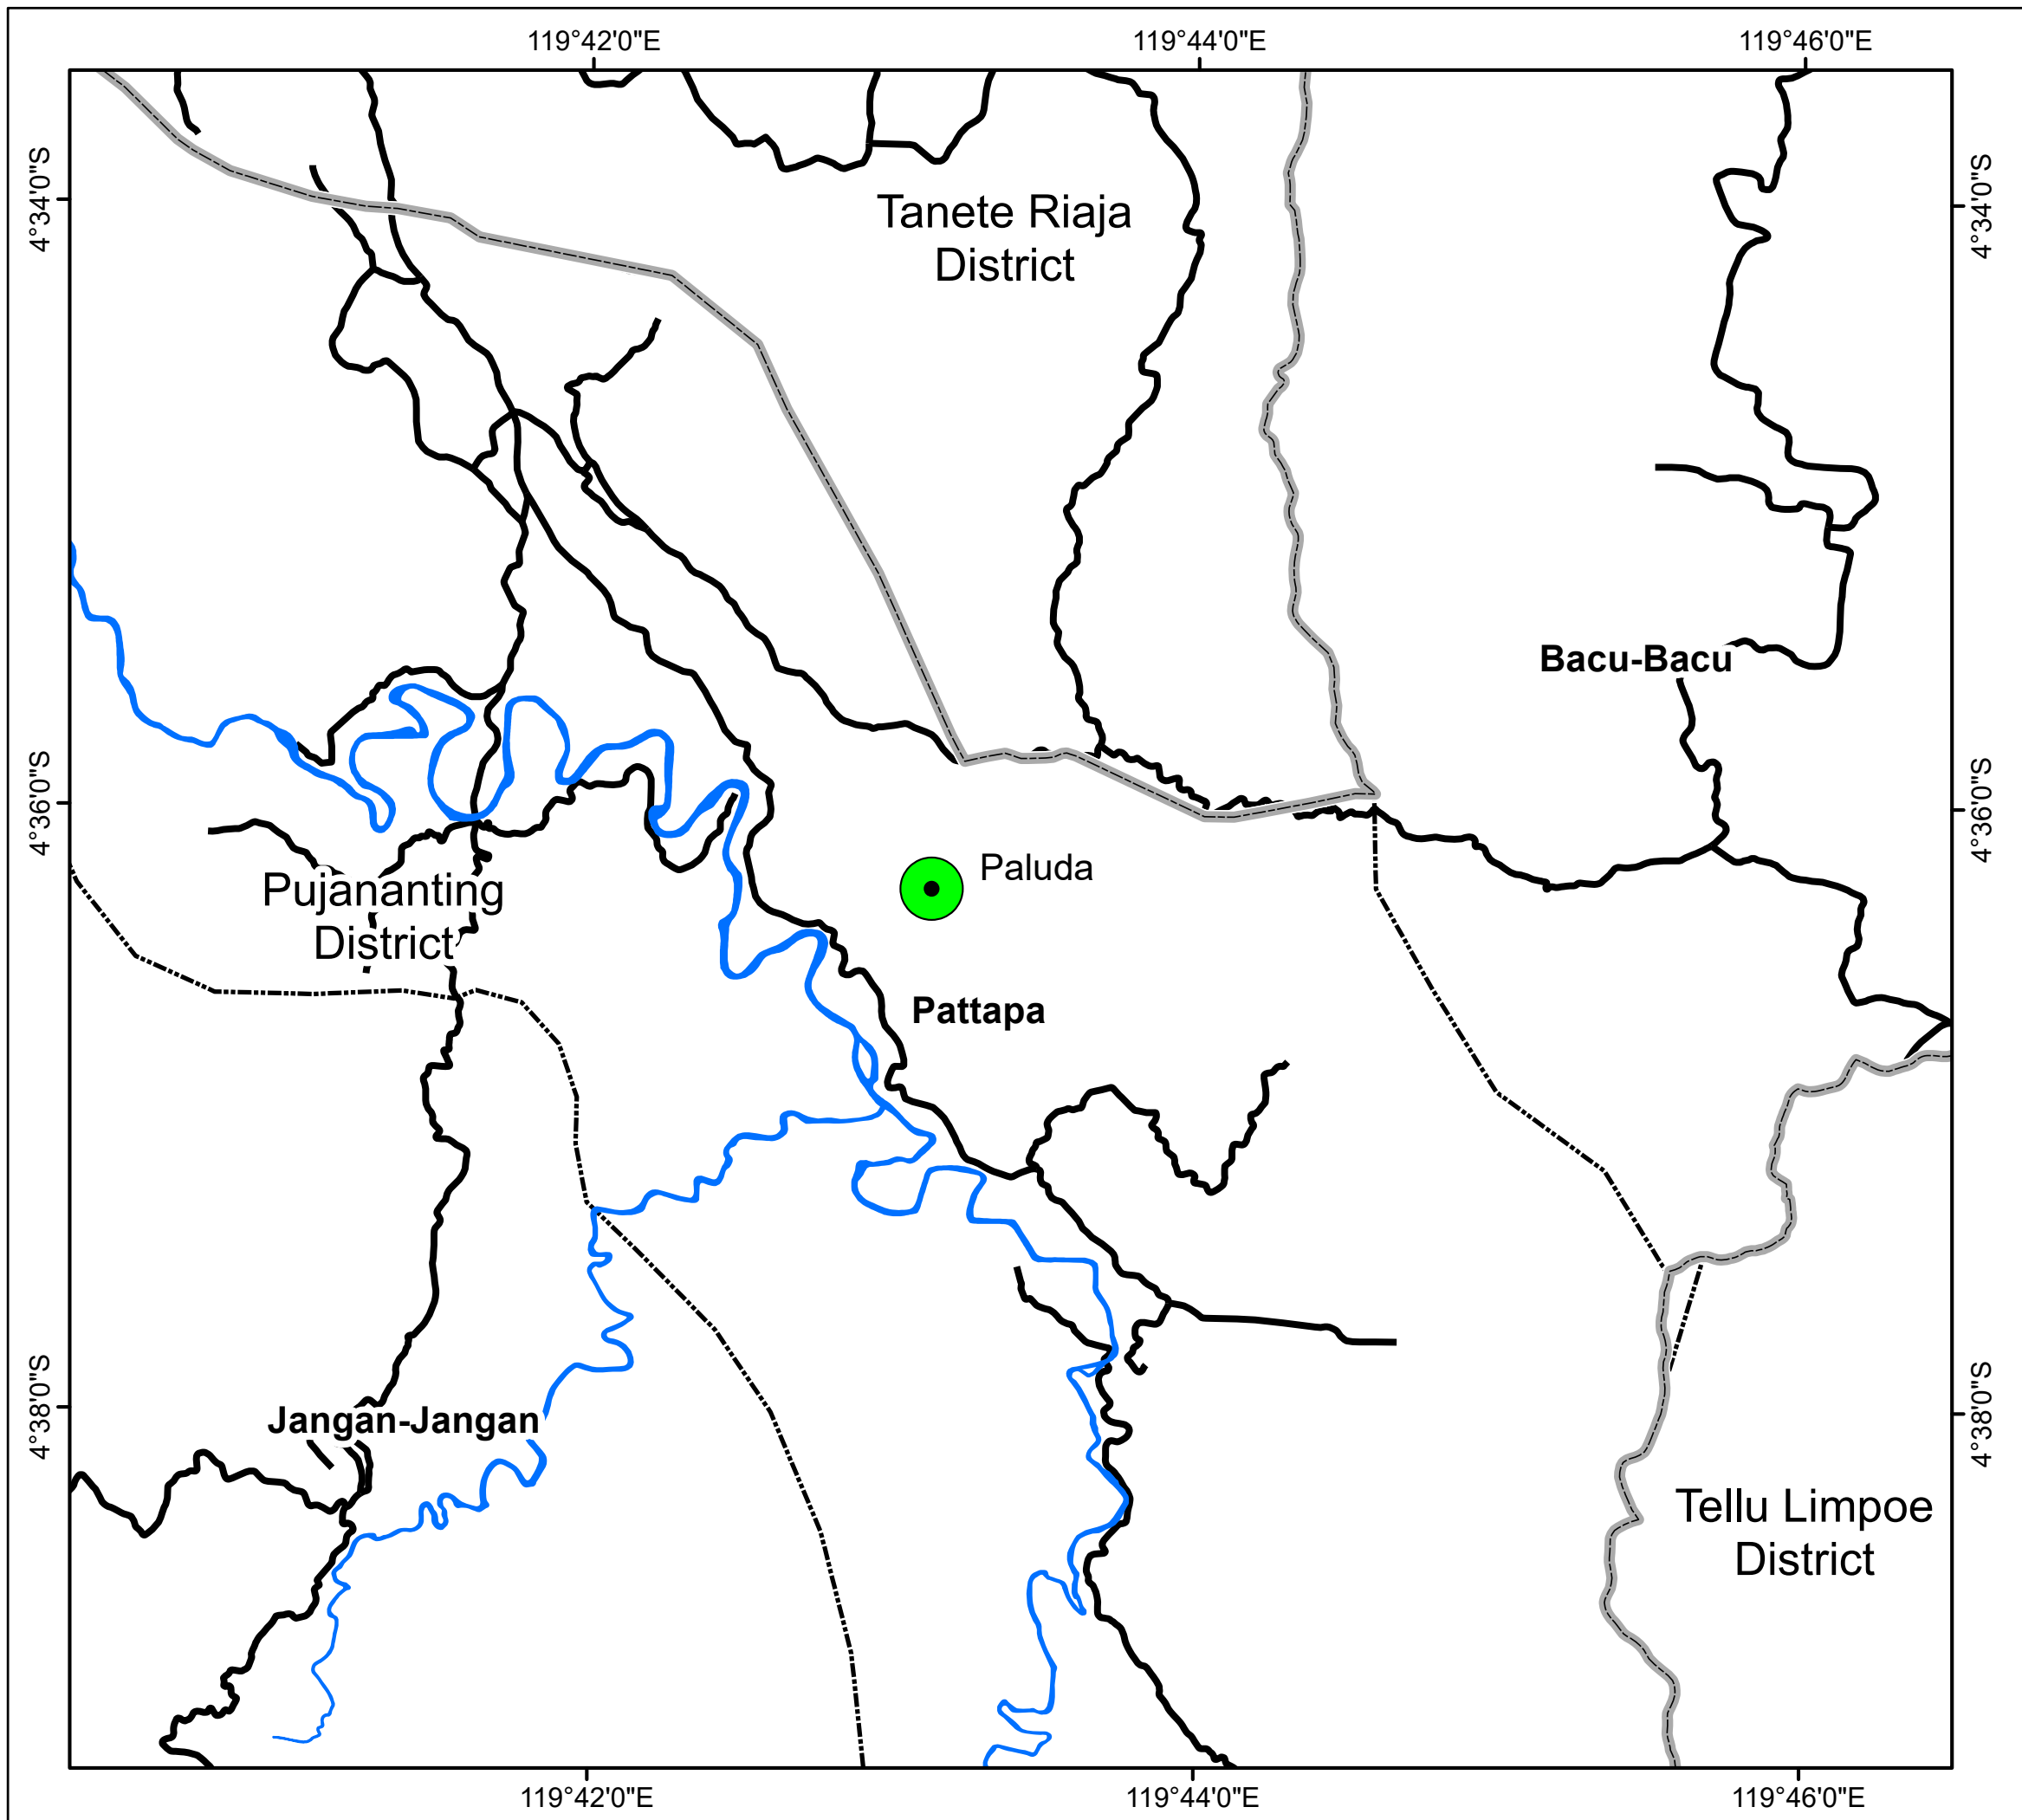 119°42'0"E
119°44'0"E
119°46'0"E
4°34'0"S
4°34'0"S
Tanete Riaja
District
Bacu-Bacu
4°36'0"S
4°36'0"S
Paluda
Pujananting
District
Pattapa
4°38'0"S
4°38'0"S
Jangan-Jangan
Tellu Limpoe
District
119°42'0"E
119°44'0"E
119°46'0"E